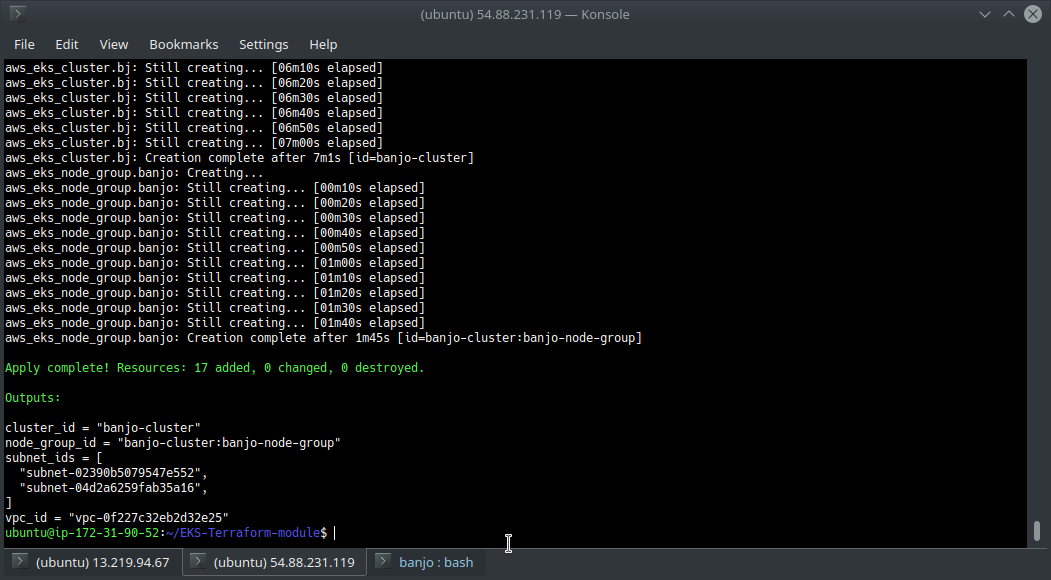 (ubuntu) 54.88.231.119 — Konsole
File Edit View Bookmarks Settings Help
aws_eks_cluster.bj: Still creating... [06m10s elapsed]
aws_eks_cluster.bj: Still creating... [06m20s elapsed]
aws_eks_cluster.bj: Still creating... [06m30s elapsed]
aws_eks_cluster.bj: Still creating... [06m40s elapsed]
aws_eks_cluster.bj: Still creating... [06m50s elapsed]
aws_eks_cluster.bj: Still creating... [07m00s elapsed]
aws_eks_cluster.bj: Creation complete after 7m1s [id=banjo-cluster]
aws_eks_node_group.banjo: Creating...
aws_eks_node_group.banjo: Still creating... [00m10s elapsed]
aws_eks_node_group.banjo: Still creating... [00m20s elapsed]
aws_eks_node_group.banjo: Still creating... [00m30s elapsed]
aws_eks_node_group.banjo: Still creating... [00m40s elapsed]
aws_eks_node_group.banjo: Still creating... [00m50s elapsed]
aws_eks_node_group.banjo: Still creating... [01m00s elapsed]
aws_eks_node_group.banjo: Still creating... [01m10s elapsed]
aws_eks_node_group.banjo: Still creating... [01m20s elapsed]
aws_eks_node_group.banjo: Still creating... [01m30s elapsed]
aws_eks_node_group.banjo: Still creating... [01m40s elapsed]
aws_eks_node_group.banjo: Creation complete after 1m45s [id=banjo-cluster:banjo-node-group]
Apply complete! Resources: 17 added, 0 changed, 0 destroyed.
Outputs:
cluster_id = "banjo-cluster"
node_group_id = "banjo-cluster:banjo-node-group"
subnet_ids = [
"subnet-02390b5079547e552",
"subnet-04d2a6259fab35a16",
]
vpc_id = "vpc-0f227c32eb2d32e25"
ubuntu@ip-172-31-90-52:~/EKS-Terraform-module$
(ubuntu) 13.219.94.67 (ubuntu) 54.88.231.119 banjo : bash